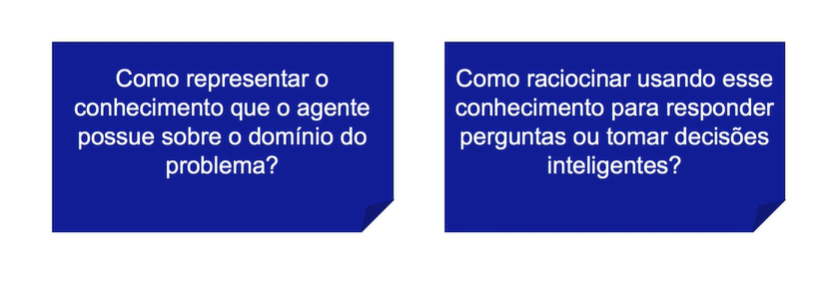 Como representar o
conhecimento que o agente
possue sobre o domínio do
problema?
Como raciocinar usando esse
conhecimento para responder
perguntas ou tomar decisões
inteligentes?